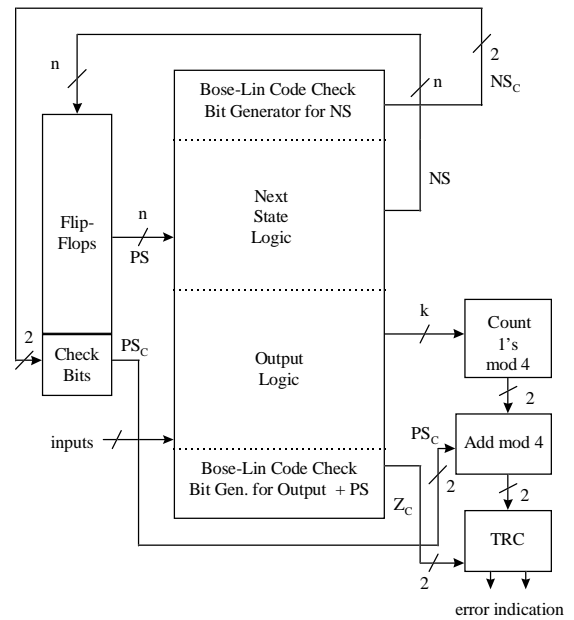 2
n
Bose-Lin Code Check
Bit Generator for NS
n
NS_C
Flip-
Flops
n
PS
Next
State
Logic
NS
2
Check
Bits
PS_C
k
Count
1's
mod 4
Output
Logic
2
inputs
PS_C
Add mod 4
2
Bose-Lin Code Check
Bit Gen. for Output + PS
Z_C
2
2
TRC
error indication